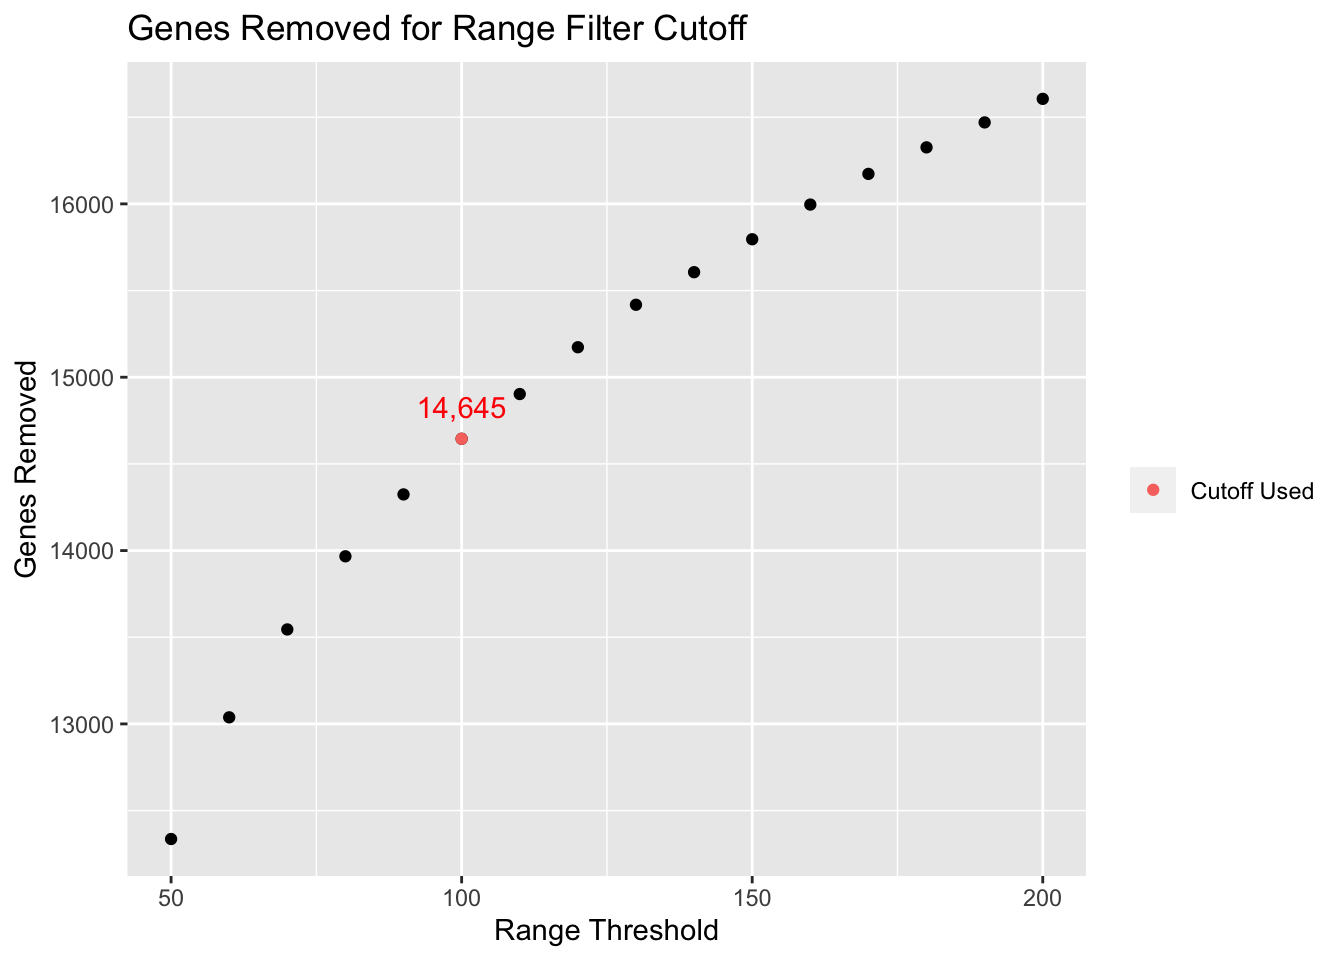 Genes Removed for Range Filter Cutoff
Genes Removed
16000
15000
14000
13000
14,645
50
100
150
200
Range Threshold
Cutoff Used